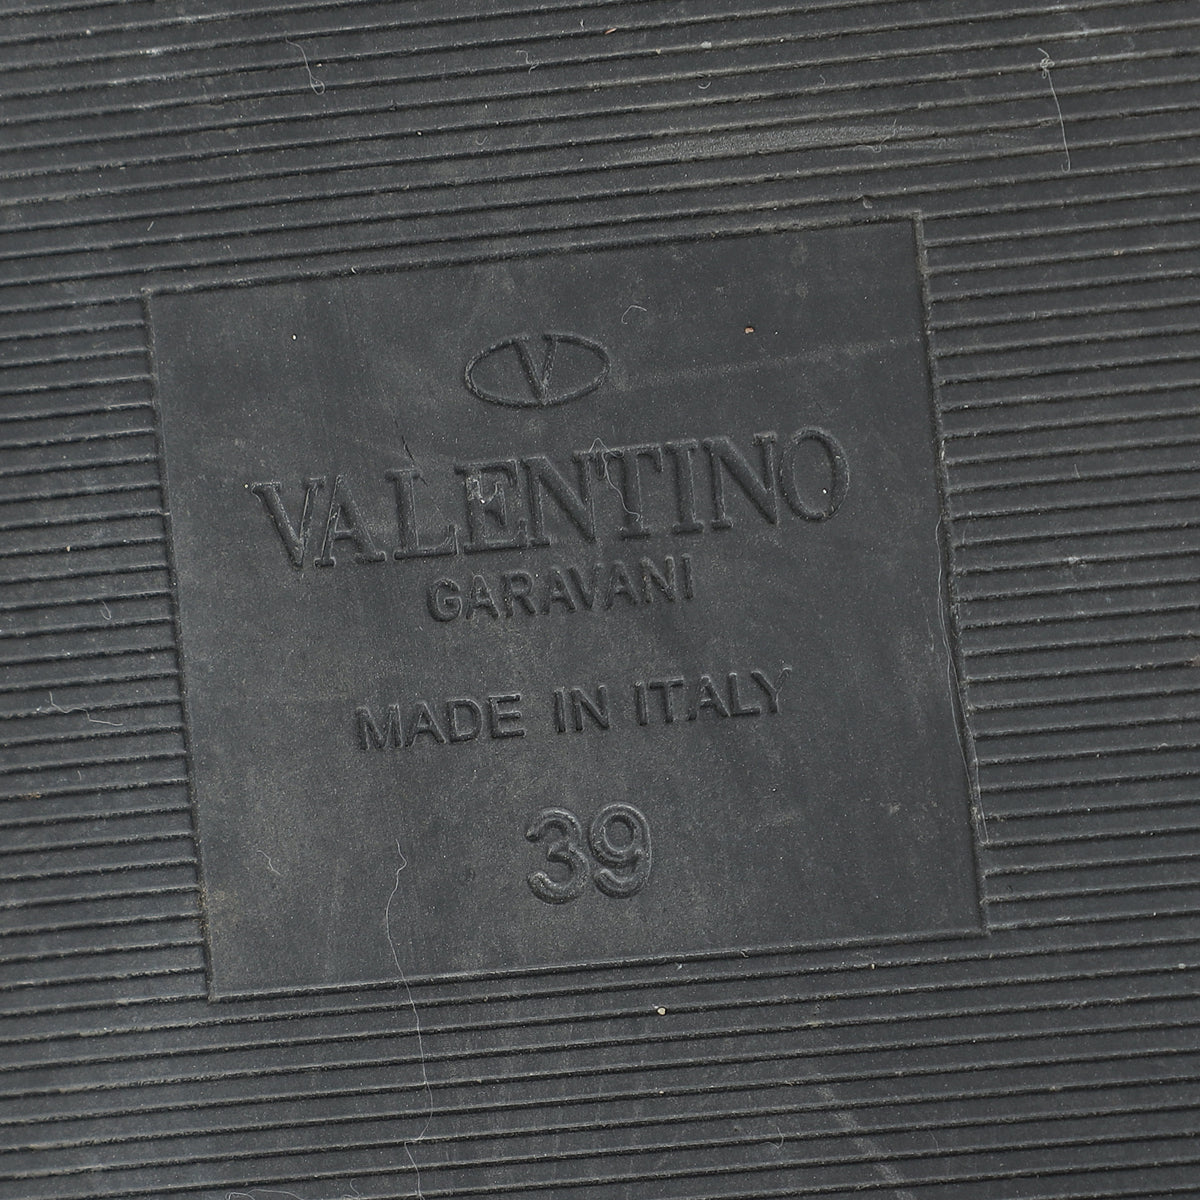 V
VALENTINO
GARAVANI
MADE IN ITALY
39